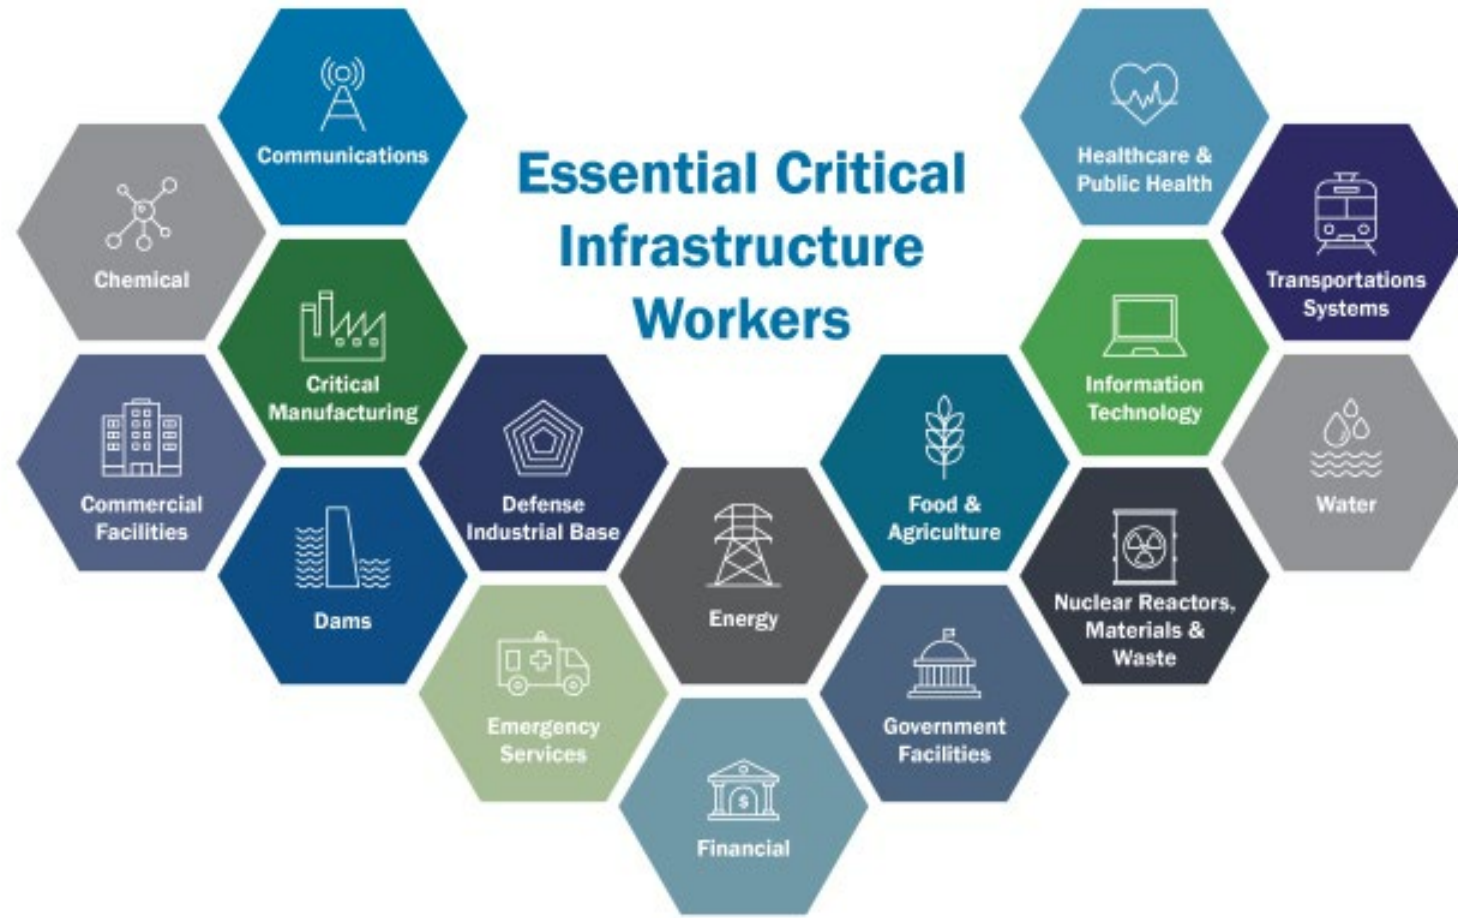 Essential Critical
Infrastructure
Workers
Communications
Chemical
Critical
Manufacturing
Commercial
Facilities
Dams
Defense
Industrial Base
Emergency
Services
Energy
Financial
Food &
Agriculture
Government
Facilities
Healthcare &
Public Health
Information
Technology
Nuclear Reactors,
Materials &
Waste
Transportations
Systems
Water
$